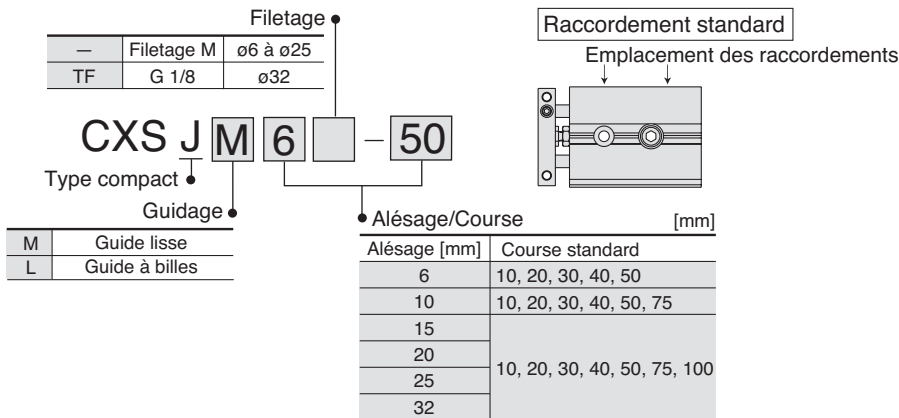 Filetage
— Filetage M ø6 à ø25
TF G 1/8 ø32
Raccordement standard
Emplacement des raccordements
CXS J M 6 – 50
Type compact
Guidage
M Guide lisse
L Guide à billes
Alésage/Course [mm]
Alésage [mm] Course standard
6 10, 20, 30, 40, 50
10 10, 20, 30, 40, 50, 75
15
20
25
32
10, 20, 30, 40, 50, 75, 100